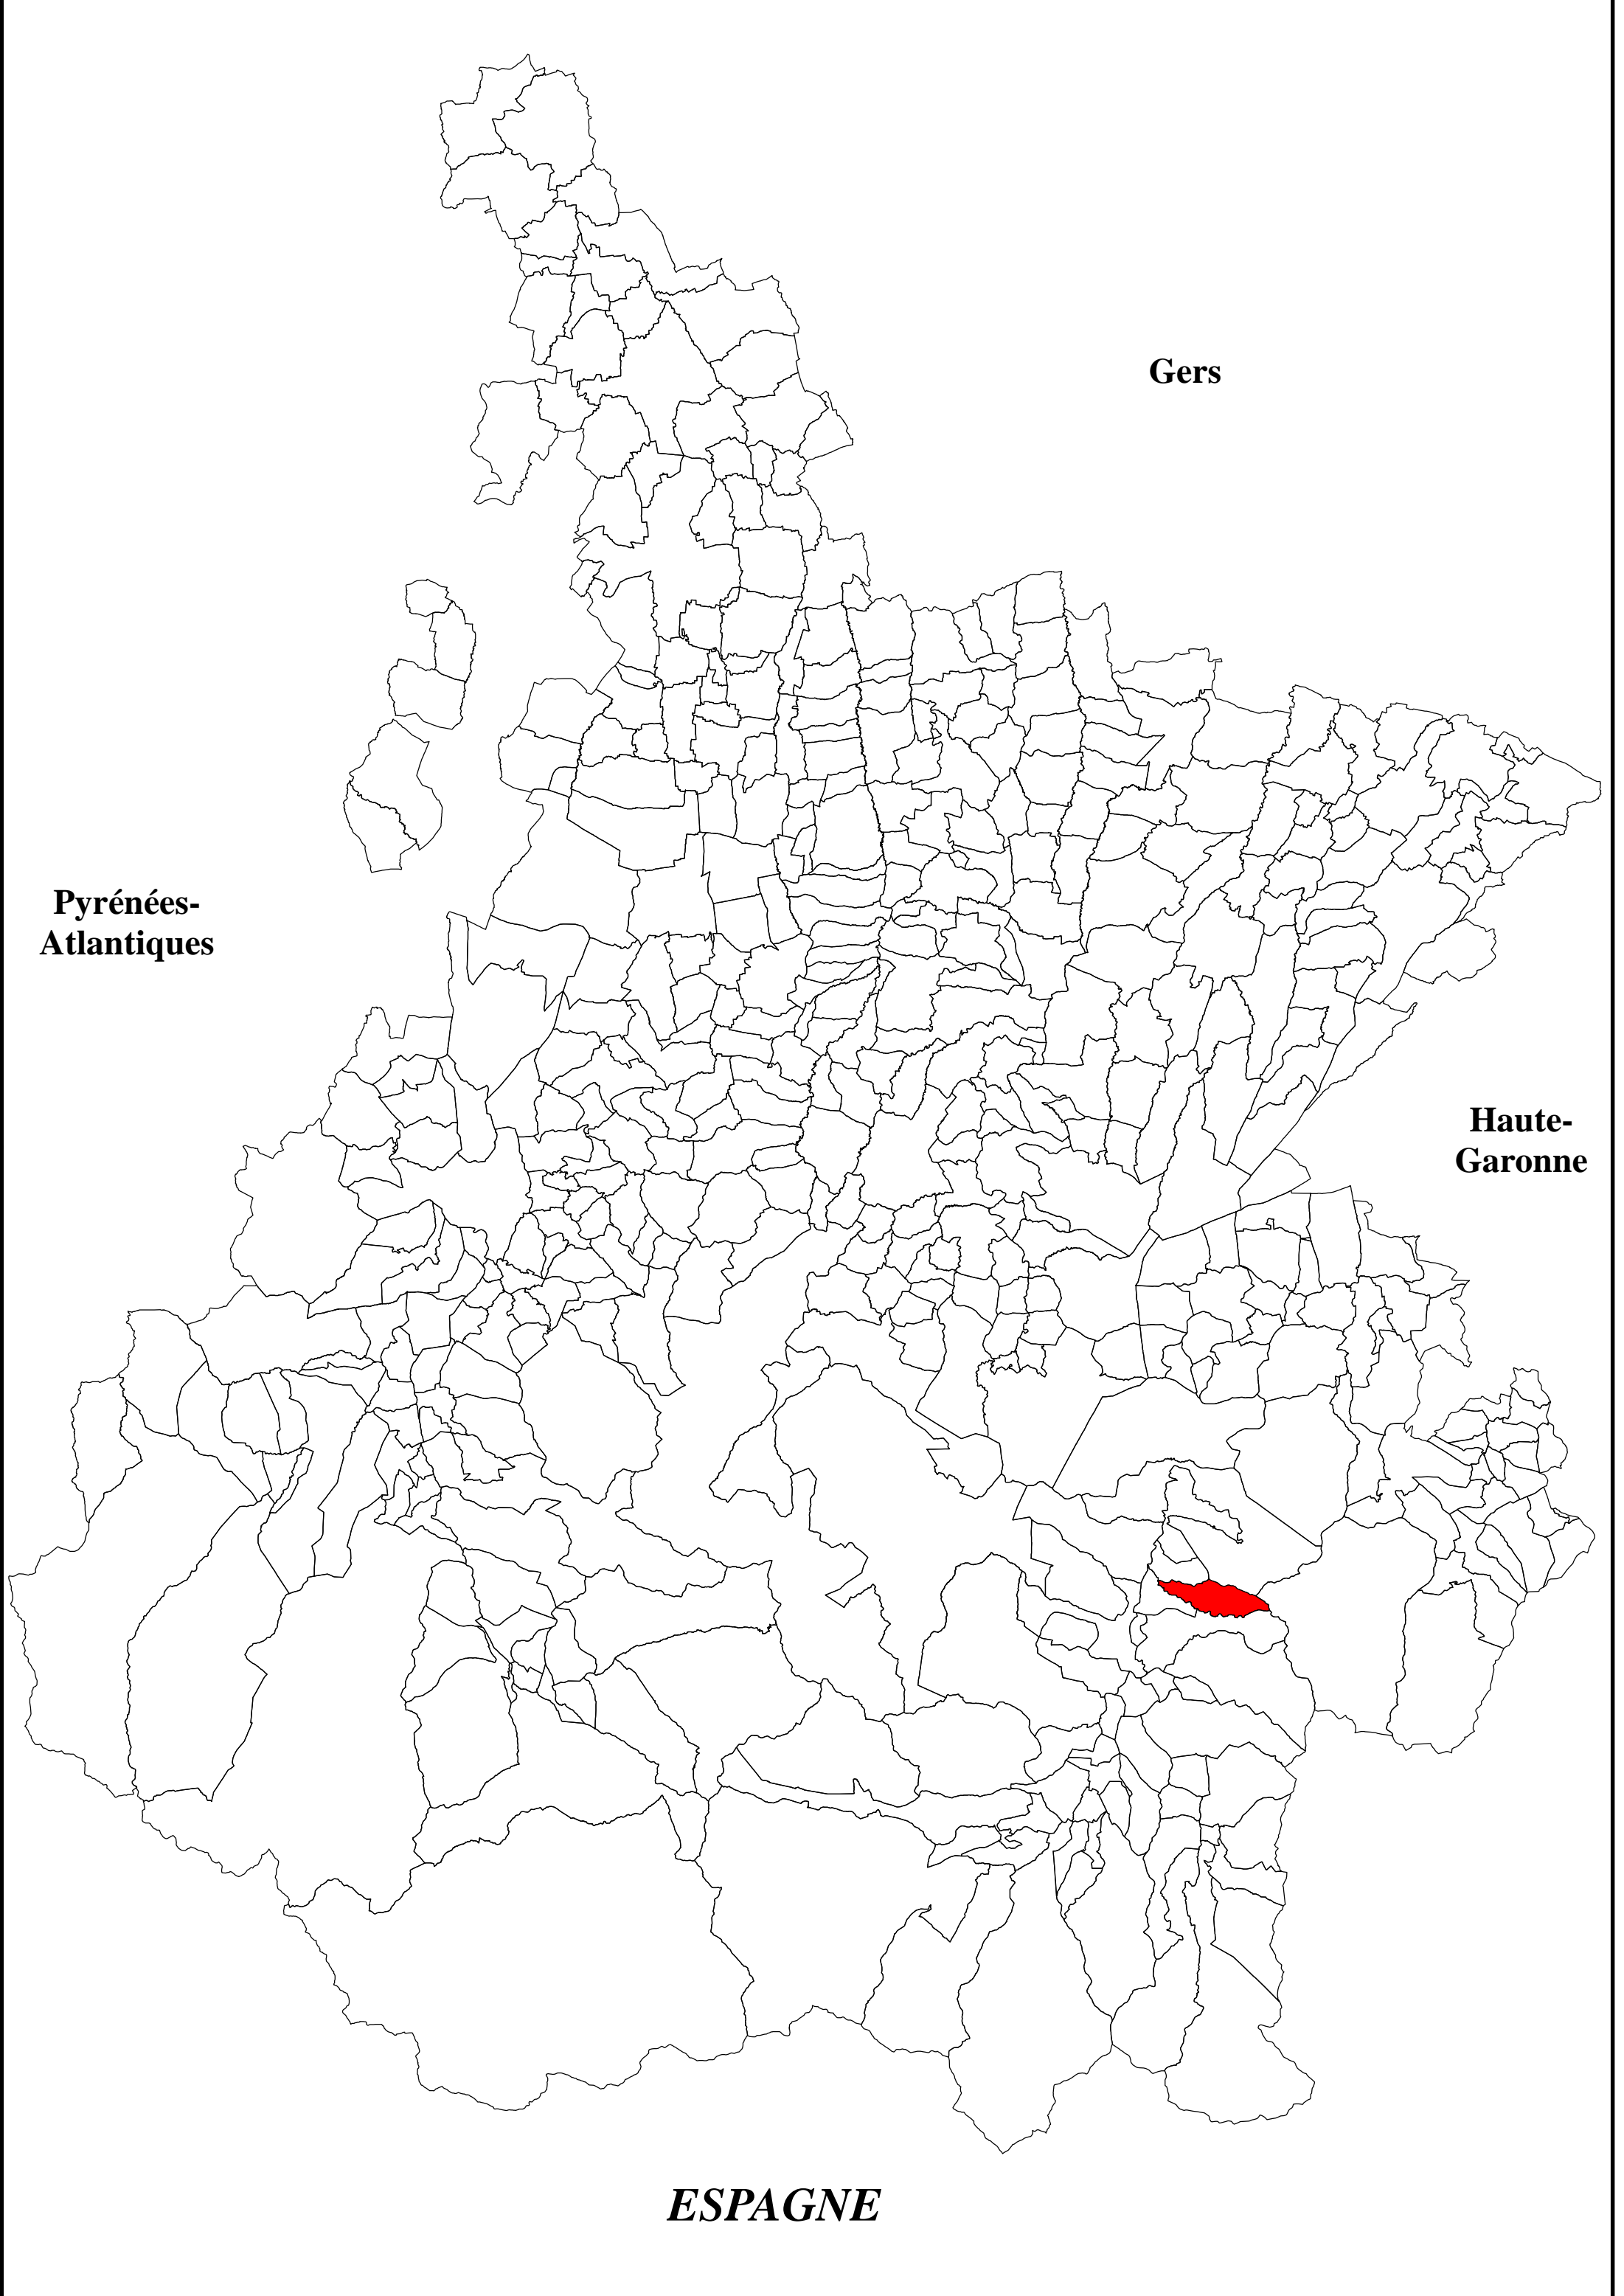 Gers
Pyrénées-
Atlantiques
Haute-
Garonne
ESPAGNE